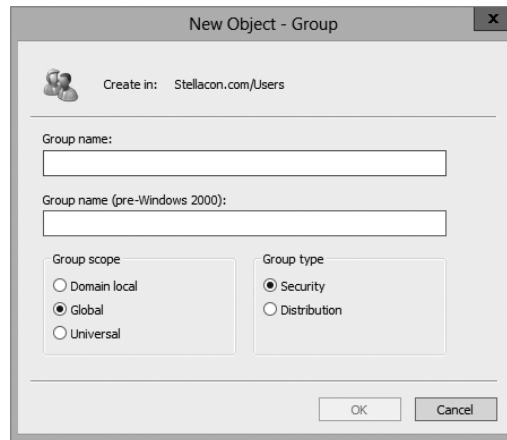 New Object - Group
x
Create in: Stellacon.com/Users
Group name:
Group name (pre-Windows 2000):
Group scope
Domain local
Global
Universal
Group type
Security
Distribution
OK
Cancel